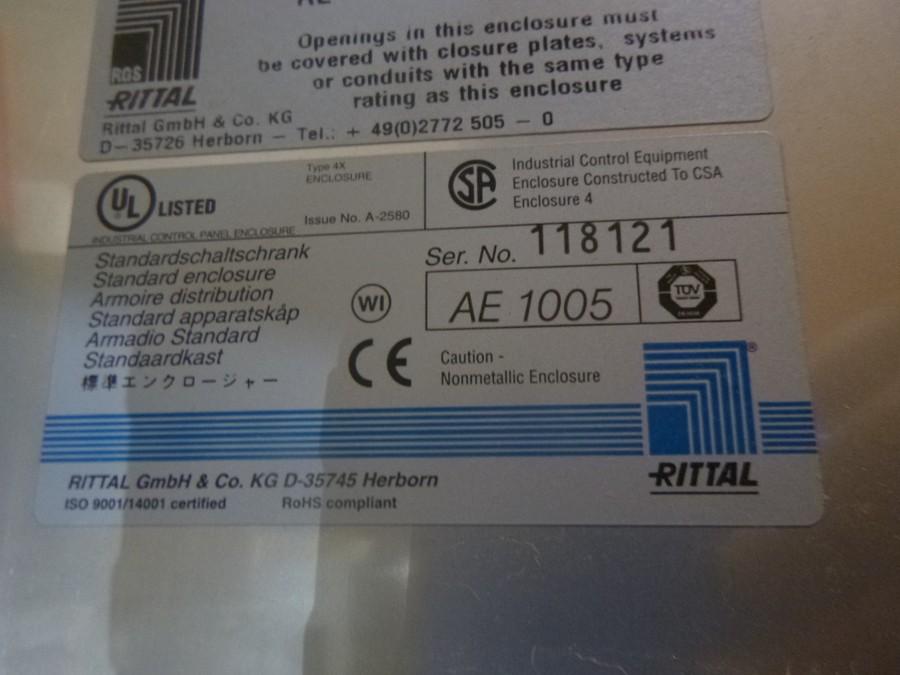 Openings in this enclosure must
be covered with closure plates, systems
or conduits with the same type
rating as this enclosure
RGS
RITTAL
Rittal GmbH & Co. KG
D-35726 Herborn - Tel.: + 49(0)2772 505 - 0
UL LISTED
Type 4X
ENCLOSURE
Issue No. A-2580
INDUSTRIAL CONTROL PANEL ENCLOSURE
SA
Industrial Control Equipment
Enclosure Constructed To CSA
Enclosure 4
Standardschaltschrank
Standard enclosure
Armoire distribution
Standard apparatskåp
Armadio Standard
Standaardkast
標準エンクロージャー
WI
CE
Ser. No. 118121
AE 1005
TÜV
Caution -
Nonmetallic Enclosure
®
RITTAL
RITTAL GmbH & Co. KG D-35745 Herborn
ISO 9001/14001 certified RoHS compliant